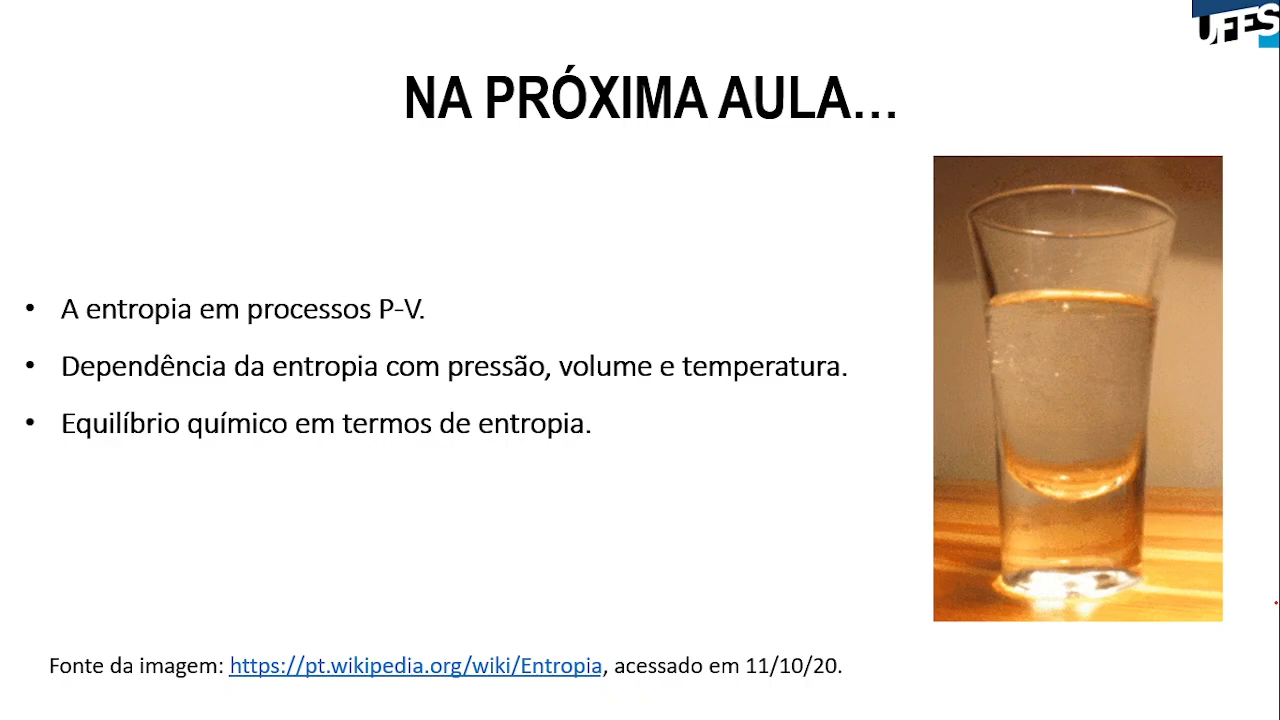 UFES
NA PRÓXIMA AULA...
• A entropia em processos P-V.
• Dependência da entropia com pressão, volume e temperatura.
• Equilíbrio químico em termos de entropia.
Fonte da imagem: https://pt.wikipedia.org/wiki/Entropia, acessado em 11/10/20.